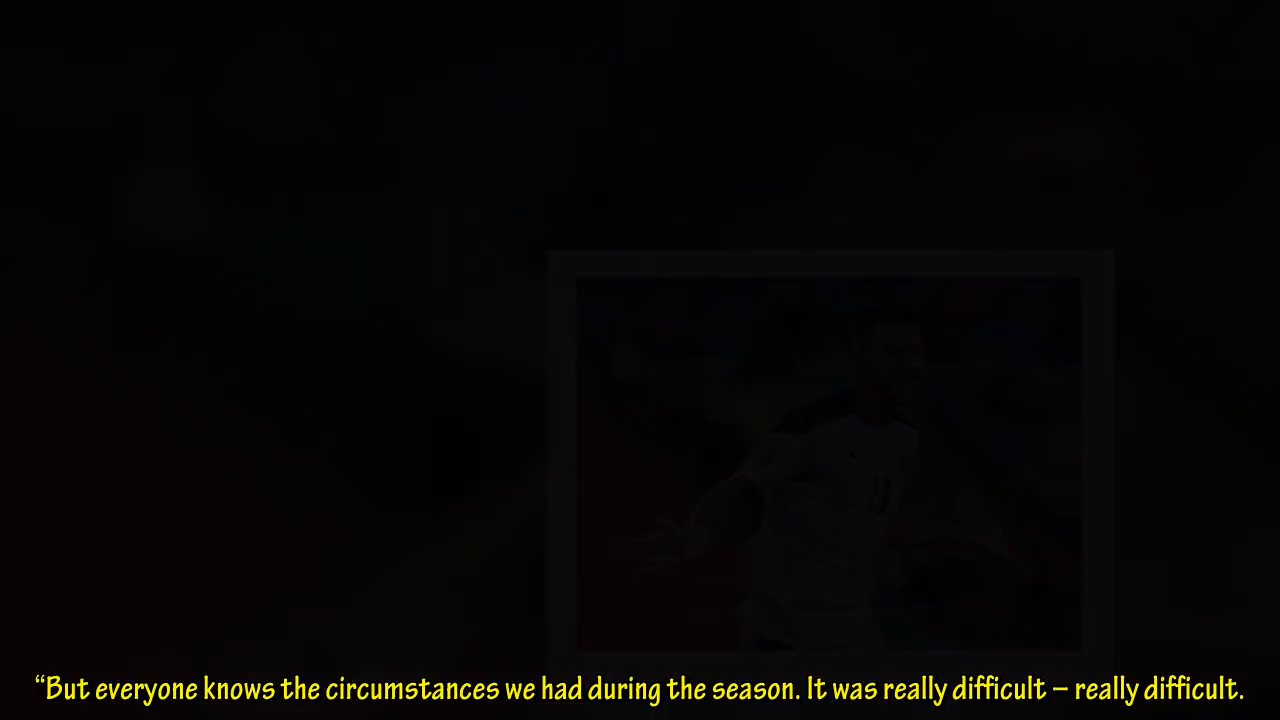 “But everyone knows the circumstances we had during the season. It was really difficult – really difficult.